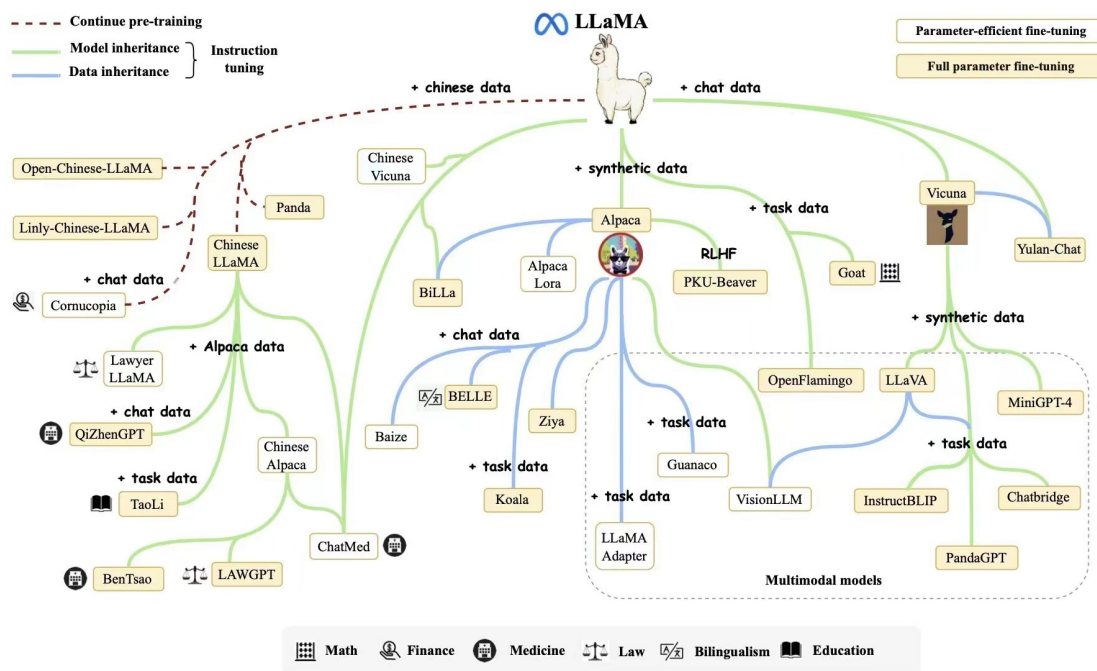 LLaMA
Continue pre-training
Model inheritance
Data inheritance
Instruction
tuning
Parameter-efficient fine-tuning
Full parameter fine-tuning
+ chinese data
+ chat data
+ synthetic data
+ task data
Open-Chinese-LLaMA
Linly-Chinese-LLaMA
Panda
Chinese
LLaMA
Chinese
Vicuna
Alpaca
Vicuna
Yulan-Chat
+ chat data
Cornucopia
BiLLa
Alpaca
Lora
RLHF
PKU-Beaver
Goat
+ synthetic data
Lawyer
LLaMA
+ Alpaca data
+ chat data
QiZhenGPT
+ task data
TaoLi
Chinese
Alpaca
BenTsao
LAWGPT
ChatMed
+ chat data
Baize
BELLE
+ task data
Koala
Ziya
+ task data
Guanaco
+ task data
LLaMA
Adapter
OpenFlamingo
LLaVA
MiniGPT-4
VisionLLM
+ task data
InstructBLIP
Chatbridge
PandaGPT
Multimodal models
Math
Finance
Medicine
Law
Bilingualism
Education